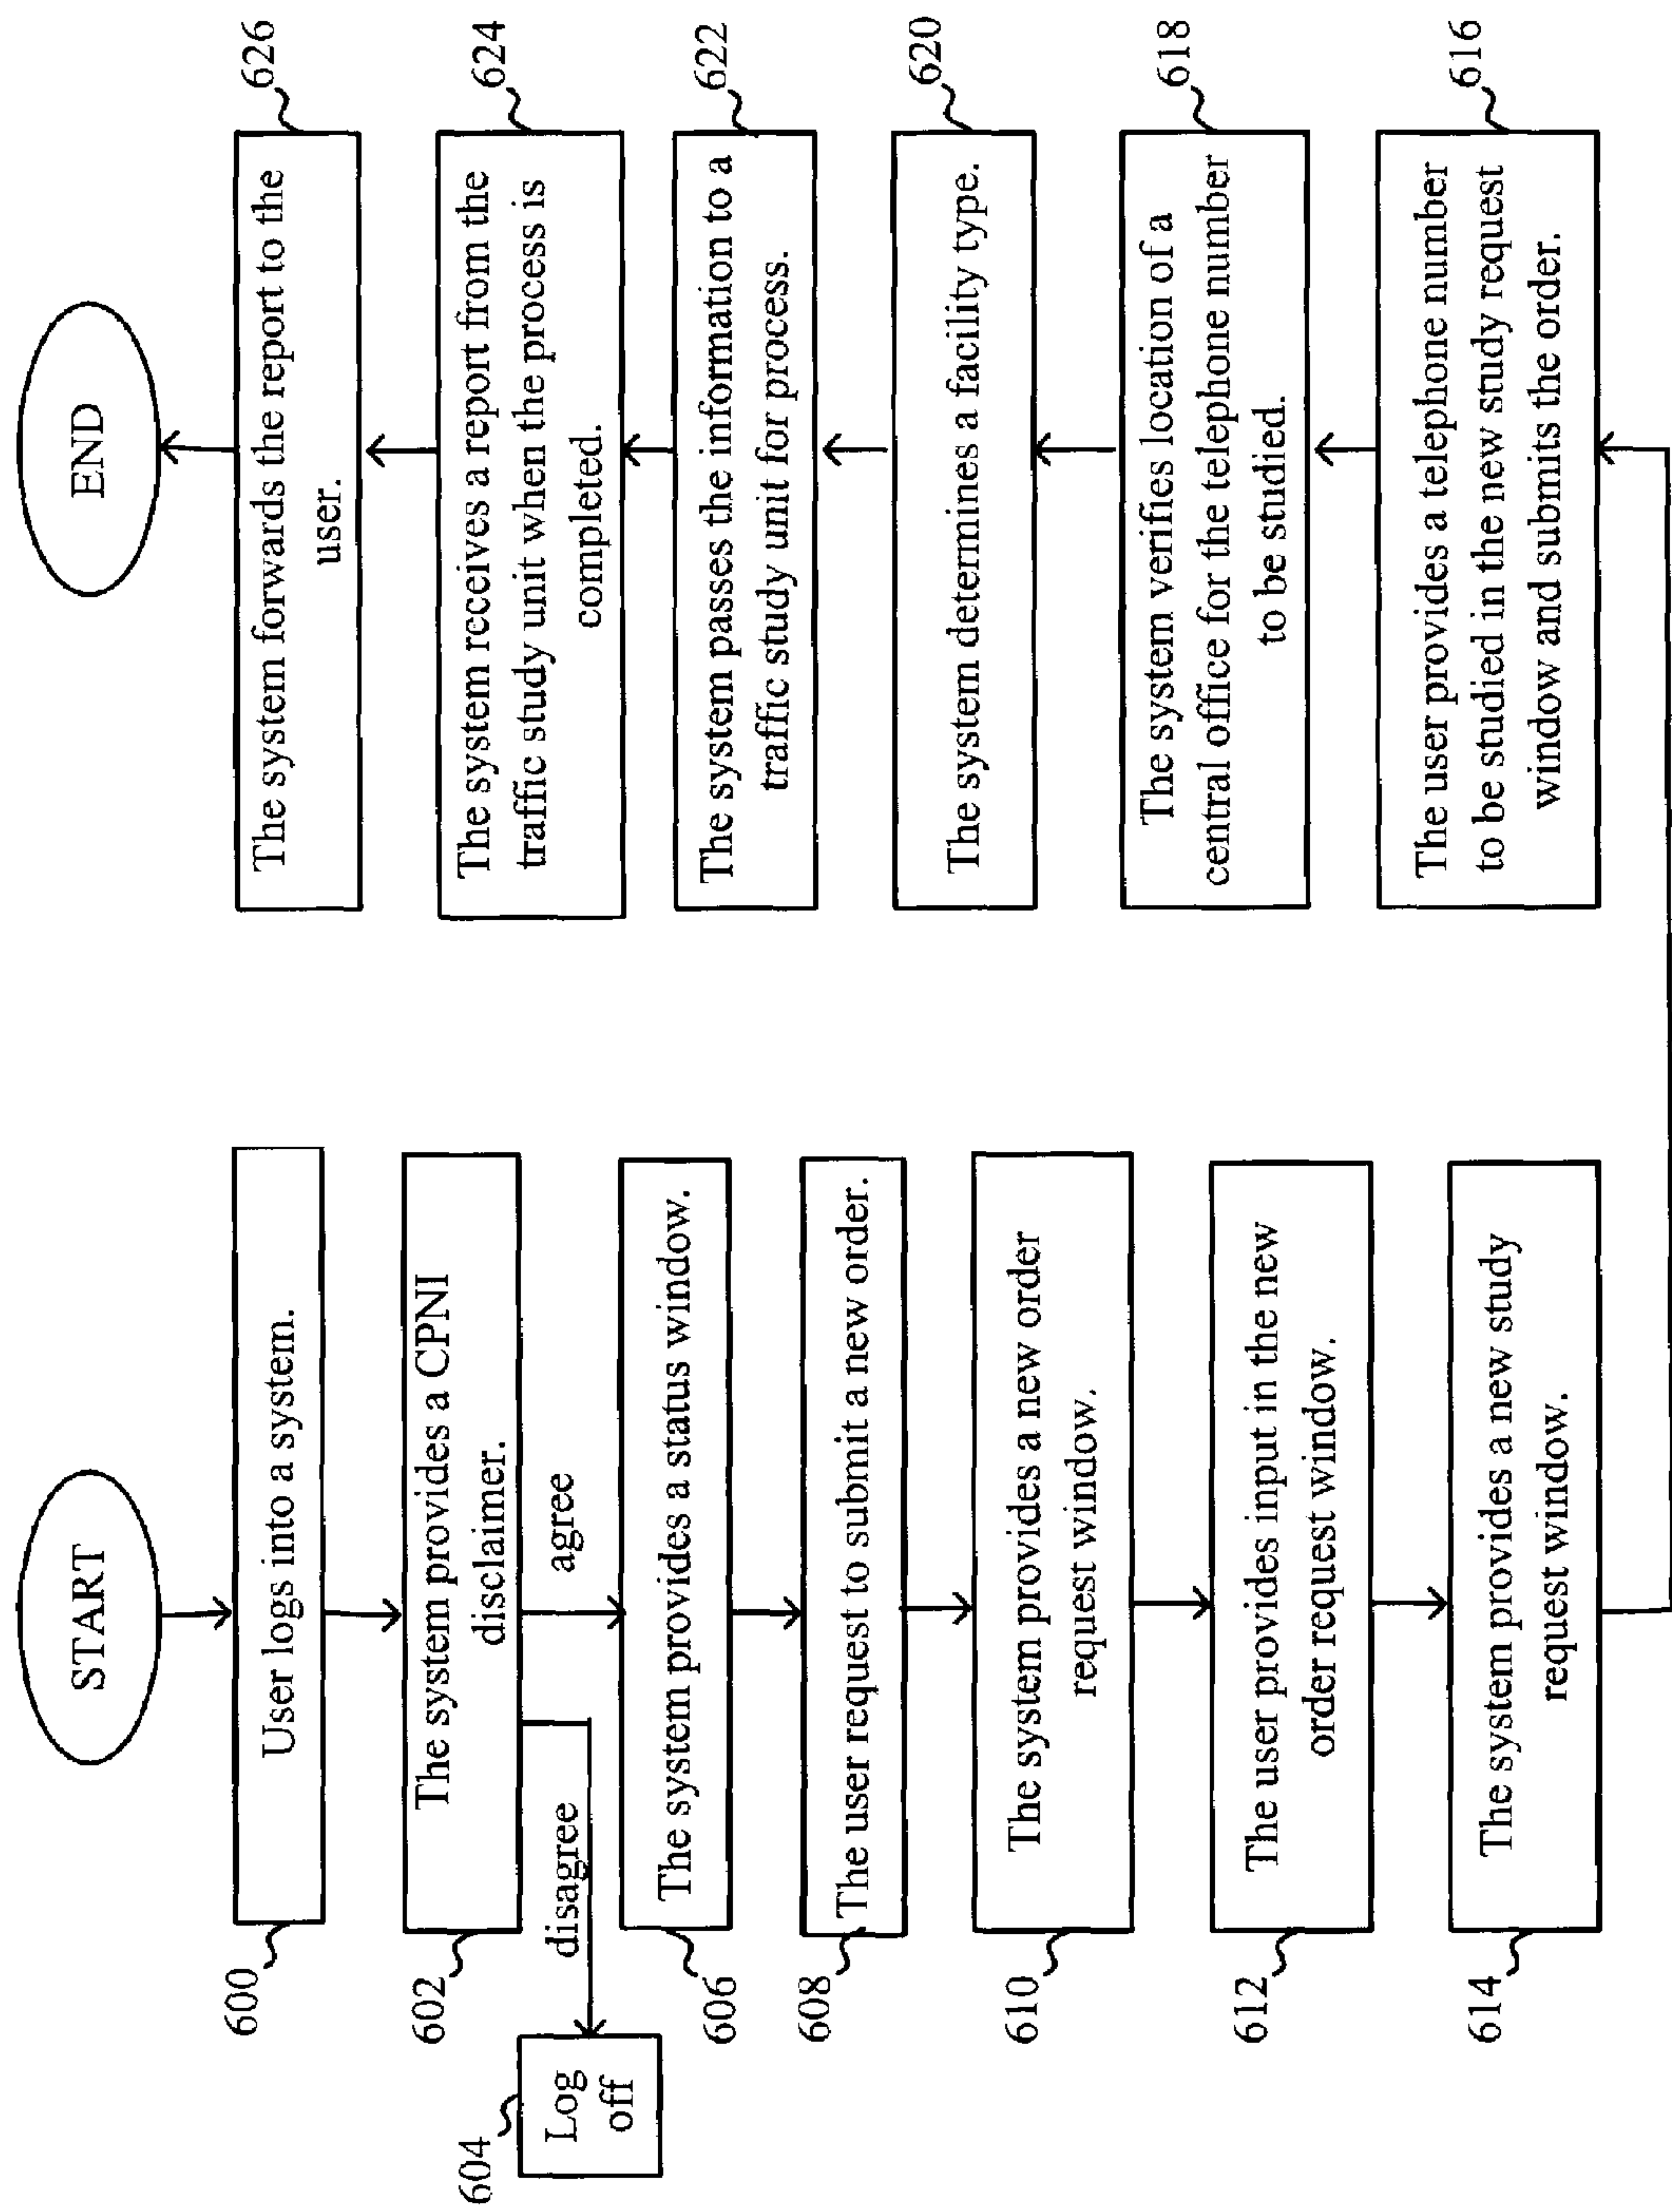 START
600
User logs into a system.
602
The system provides a CPNI
disclaimer.
disagree
agree
604
Log
off
606
The system provides a status window.
608
The user request to submit a new order.
610
The system provides a new order
request window.
612
The user provides input in the new
order request window.
614
The system provides a new study
request window.
616
The user provides a telephone number
to be studied in the new study request
window and submits the order.
618
The system verifies location of a
central office for the telephone number
to be studied.
620
The system determines a facility type.
622
The system passes the information to a
traffic study unit for process.
624
The system receives a report from the
traffic study unit when the process is
completed.
626
The system forwards the report to the
user.
END